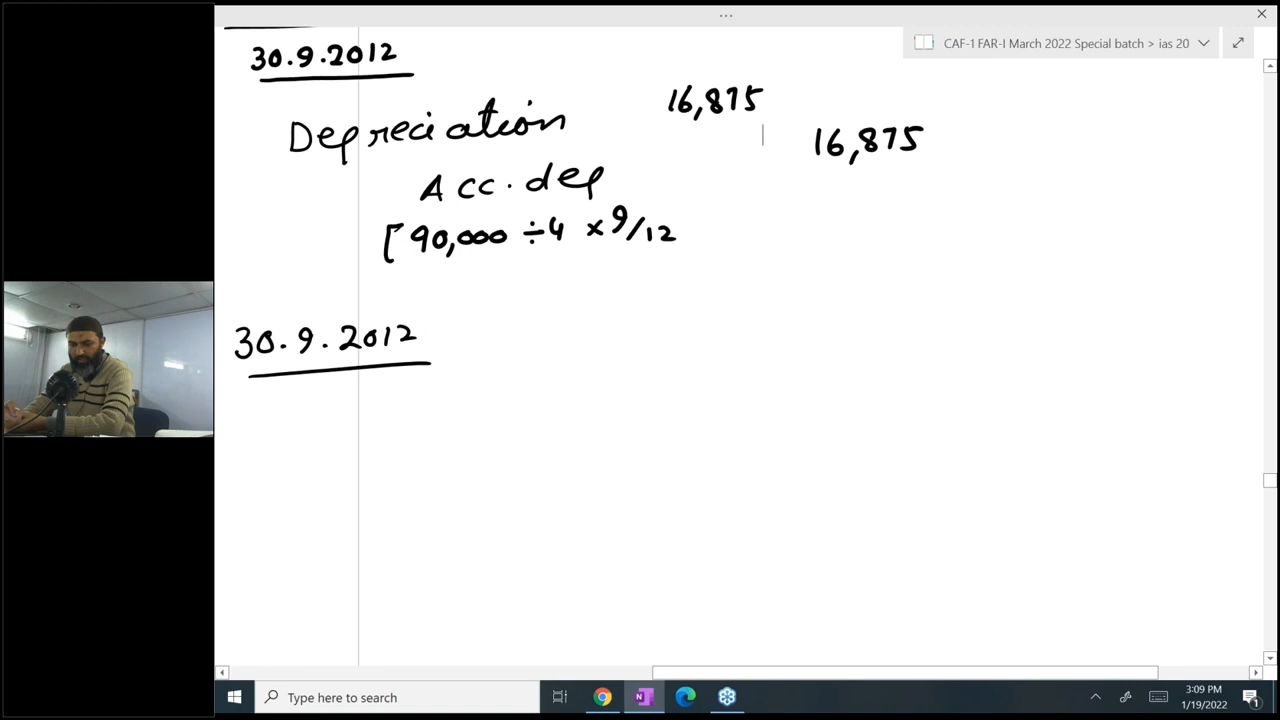 CAF-1 FAR-I March 2022 Special batch > ias 20
30.9.2012
Depreciation 16,875
Acc. dep 16,875
[90,000 ÷4 × 9/12
30.9.2012
Type here to search
3:09 PM
1/19/2022